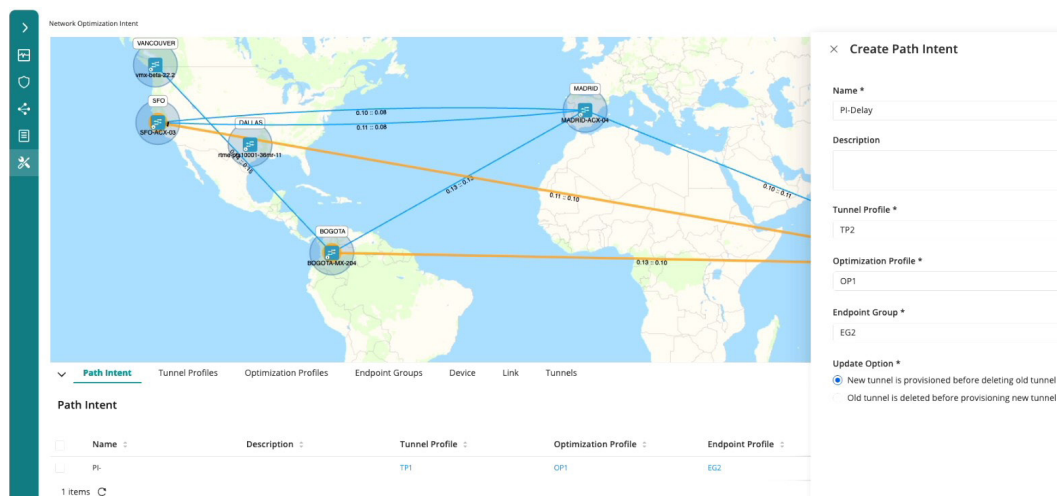 Network Optimization Intent
VANCOUVER
vmx-beta-22.2
SFO
SFO-ACX-03
DALLAS
MADRID
MADRID-ACX-04
0.10 :: 0.08
0.11 :: 0.08
0.13 :: 0.13
0.11 :: 0.10
0.10 :: 0.11
BOGOTA
BOGOTA-MX-204
0.13 :: 0.10
Path Intent Tunnel Profiles Optimization Profiles Endpoint Groups Device Link Tunnels
Path Intent
Name Description Tunnel Profile Optimization Profile Endpoint Profile
PI- TP1 OP1 EG2
1 items
× Create Path Intent
Name *
PI-Delay
Description
Tunnel Profile *
TP2
Optimization Profile *
OP1
Endpoint Group *
EG2
Update Option *
New tunnel is provisioned before deleting old tunnel
Old tunnel is deleted before provisioning new tunnel